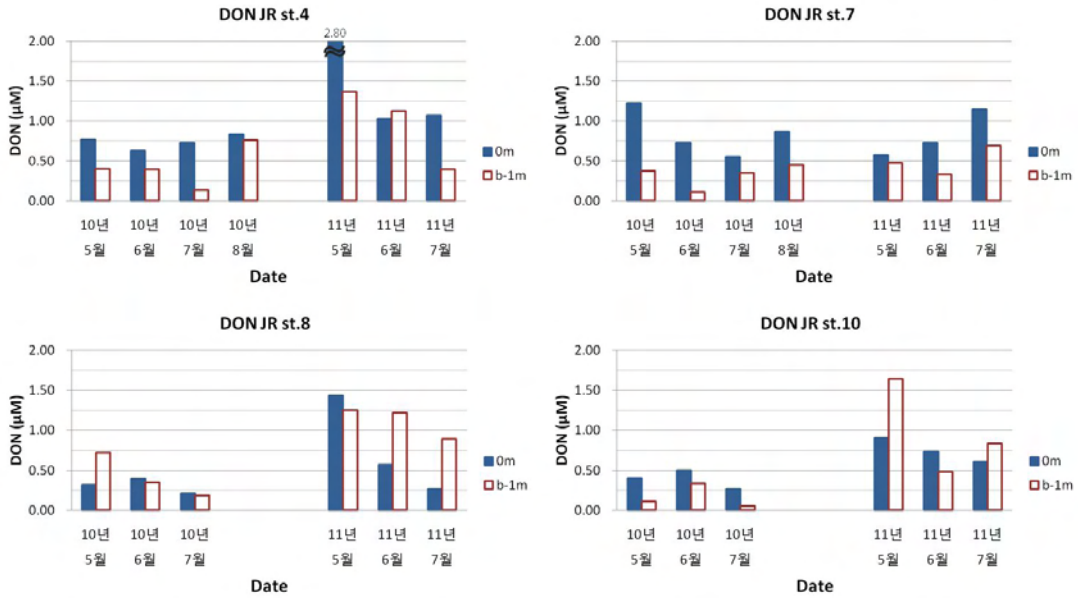 DON JR st.4
2.80
2.00
1.50
1.00
0.50
0.00
DON (μM)
10년 10년 10년 10년 11년 11년 11년
5월 6월 7월 8월 5월 6월 7월
Date
0m
b-1m
DON JR st.7
2.00
1.50
1.00
0.50
0.00
DON (μM)
10년 10년 10년 10년 11년 11년 11년
5월 6월 7월 8월 5월 6월 7월
Date
0m
b-1m
DON JR st.8
2.00
1.50
1.00
0.50
0.00
DON (μM)
10년 10년 10년 11년 11년 11년
5월 6월 7월 5월 6월 7월
Date
0m
b-1m
DON JR st.10
2.00
1.50
1.00
0.50
0.00
DON (μM)
10년 10년 10년 11년 11년 11년
5월 6월 7월 5월 6월 7월
Date
0m
b-1m